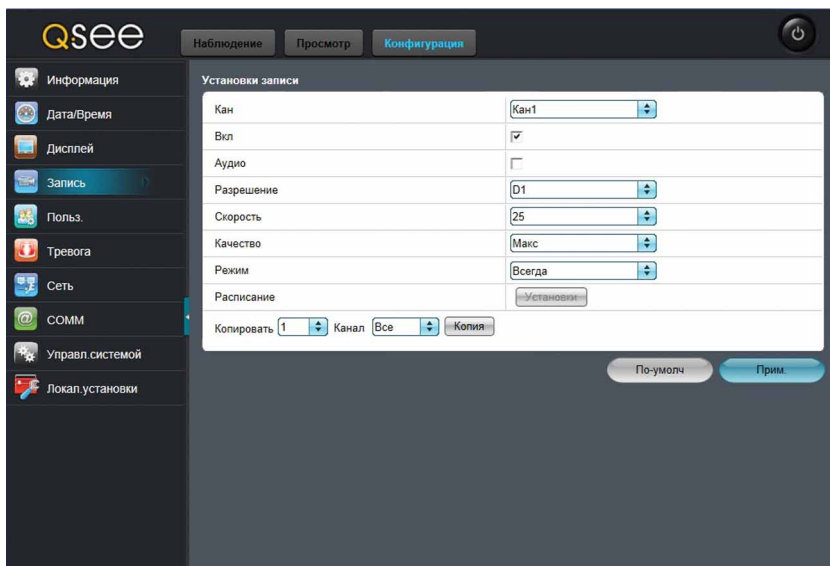 Qsee
Наблюдение Просмотр Конфигурация
Информация
Дата/Время
Дисплей
Запись
Польз.
Тревога
Сеть
COMM
Управл.системой
Локал.установки
Установки записи
Кан Кан1
Вкл
Аудио
Разрешение D1
Скорость 25
Качество Макс
Режим Всегда
Расписание Установки
Копировать 1 Канал Все Копия
По-умолч Прим.